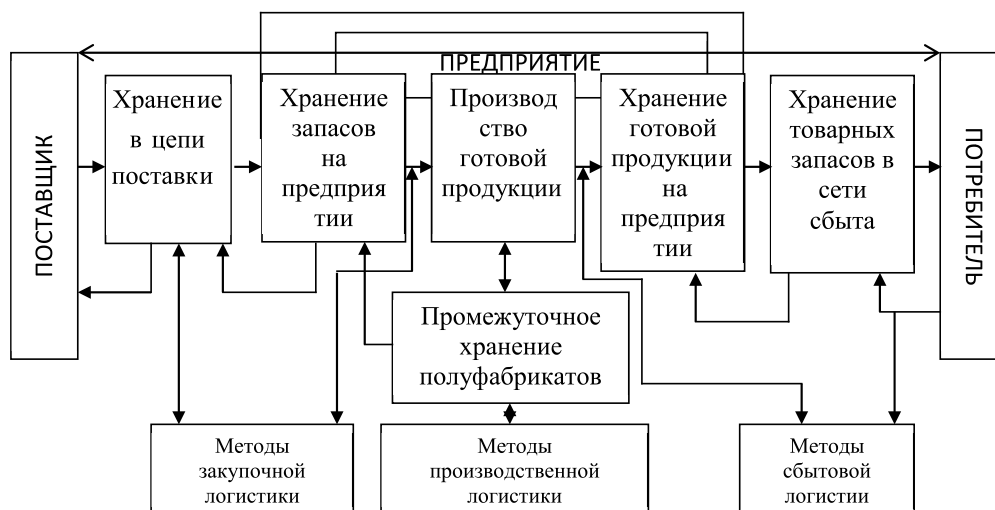 ПРЕДПРИЯТИЕ
ПОСТАВЩИК
Хранение
в цепи
поставки
Хранение
запасов
на
предприя
тии
Производ
ство
готовой
продукции
Хранение
готовой
продукции
на
предприя
тии
Хранение
товарных
запасов в
сети
сбыта
ПОТРЕБИТЕЛЬ
Промежуточное
хранение
полуфабрикатов
Методы
закупочной
логистики
Методы
производственной
логистики
Методы
сбытовой
логистии